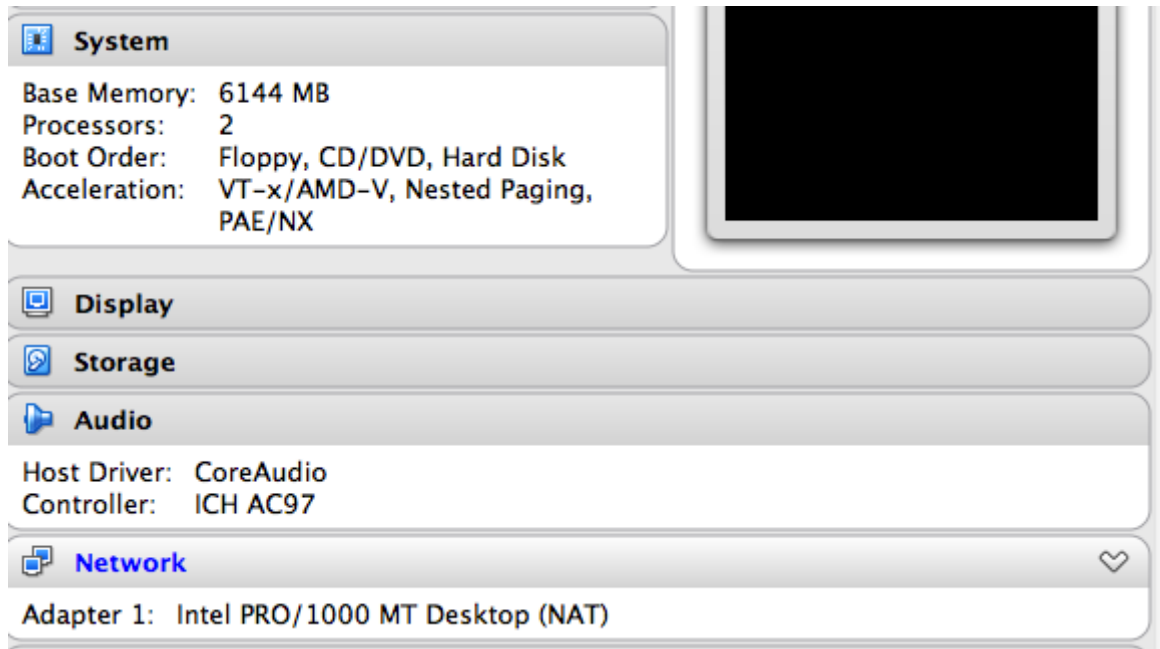 System
Base Memory: 6144 MB
Processors: 2
Boot Order: Floppy, CD/DVD, Hard Disk
Acceleration: VT-x/AMD-V, Nested Paging,
PAE/NX
Display
Storage
Audio
Host Driver: CoreAudio
Controller: ICH AC97
Network
Adapter 1: Intel PRO/1000 MT Desktop (NAT)